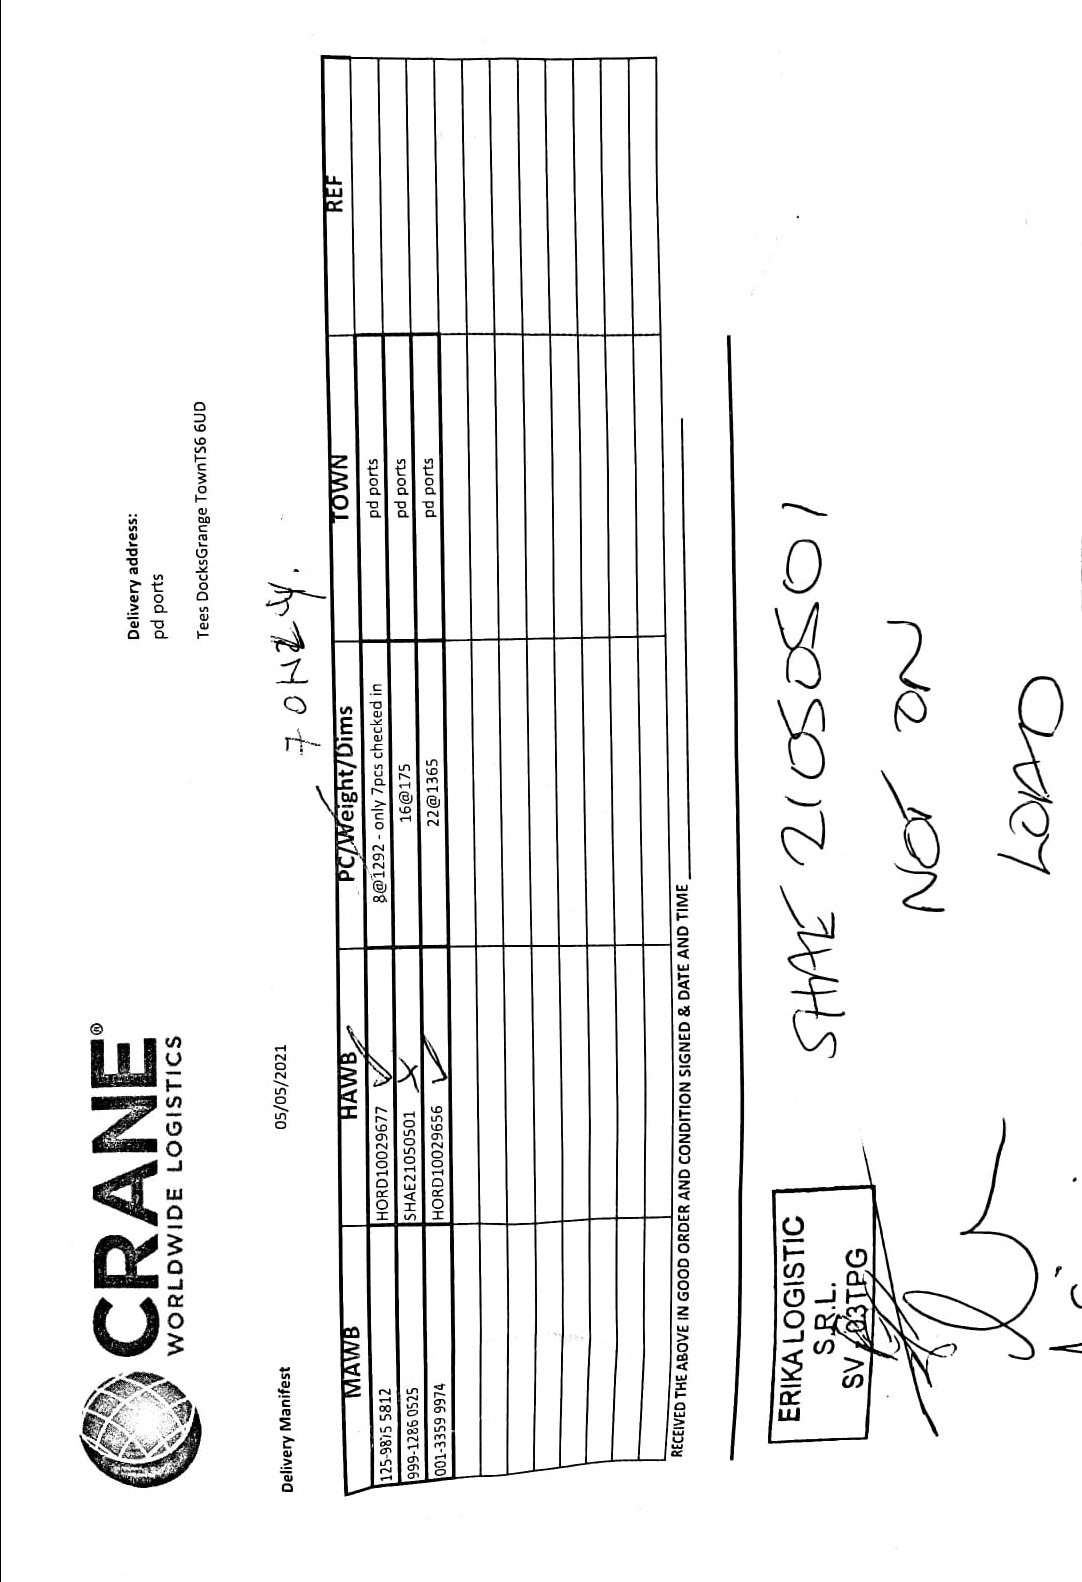 CRANE®
WORLDWIDE LOGISTICS
Delivery address:
pd ports
Tees DocksGrange TownTS6 6UD
Delivery Manifest 05/05/2021
7 ONLY.
MAWB HAWB PC/Weight/Dims TOWN REF
125-9875 5812 HORD10029677 8@1292 - only 7pcs checked in pd ports
999-1286 0525 SHAE21050501 16@175 pd ports
001-3359 9974 HORD10029656 22@1365 pd ports
RECEIVED THE ABOVE IN GOOD ORDER AND CONDITION SIGNED & DATE AND TIME
ERIKA LOGISTIC
S.R.L.
SV 03TPG
SHAE 21050501
NOT ON
LOAD